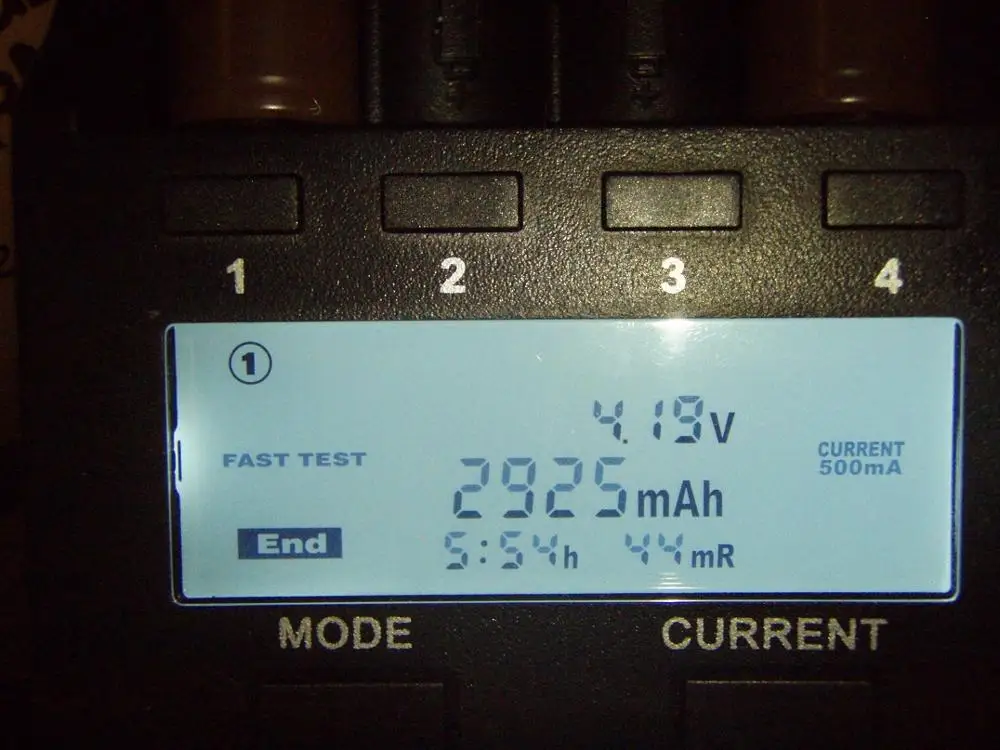 1 2 3 4
①
4.19V
FAST TEST
CURRENT
500mA
2925mAh
End
5:54h 44mR
MODE CURRENT